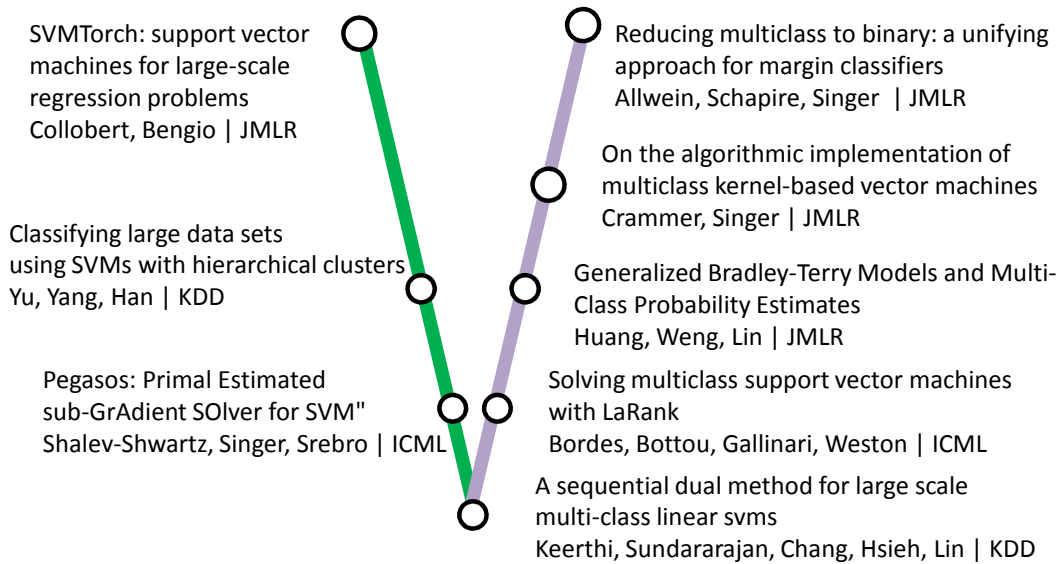 SVMTorch: support vector
machines for large-scale
regression problems
Collobert, Bengio | JMLR
Reducing multiclass to binary: a unifying
approach for margin classifiers
Allwein, Schapire, Singer | JMLR
On the algorithmic implementation of
multiclass kernel-based vector machines
Crammer, Singer | JMLR
Classifying large data sets
using SVMs with hierarchical clusters
Yu, Yang, Han | KDD
Generalized Bradley-Terry Models and Multi-
Class Probability Estimates
Huang, Weng, Lin | JMLR
Pegasos: Primal Estimated
sub-GrAdient SOlver for SVM"
Shalev-Shwartz, Singer, Srebro | ICML
Solving multiclass support vector machines
with LaRank
Bordes, Bottou, Gallinari, Weston | ICML
A sequential dual method for large scale
multi-class linear svms
Keerthi, Sundararajan, Chang, Hsieh, Lin | KDD